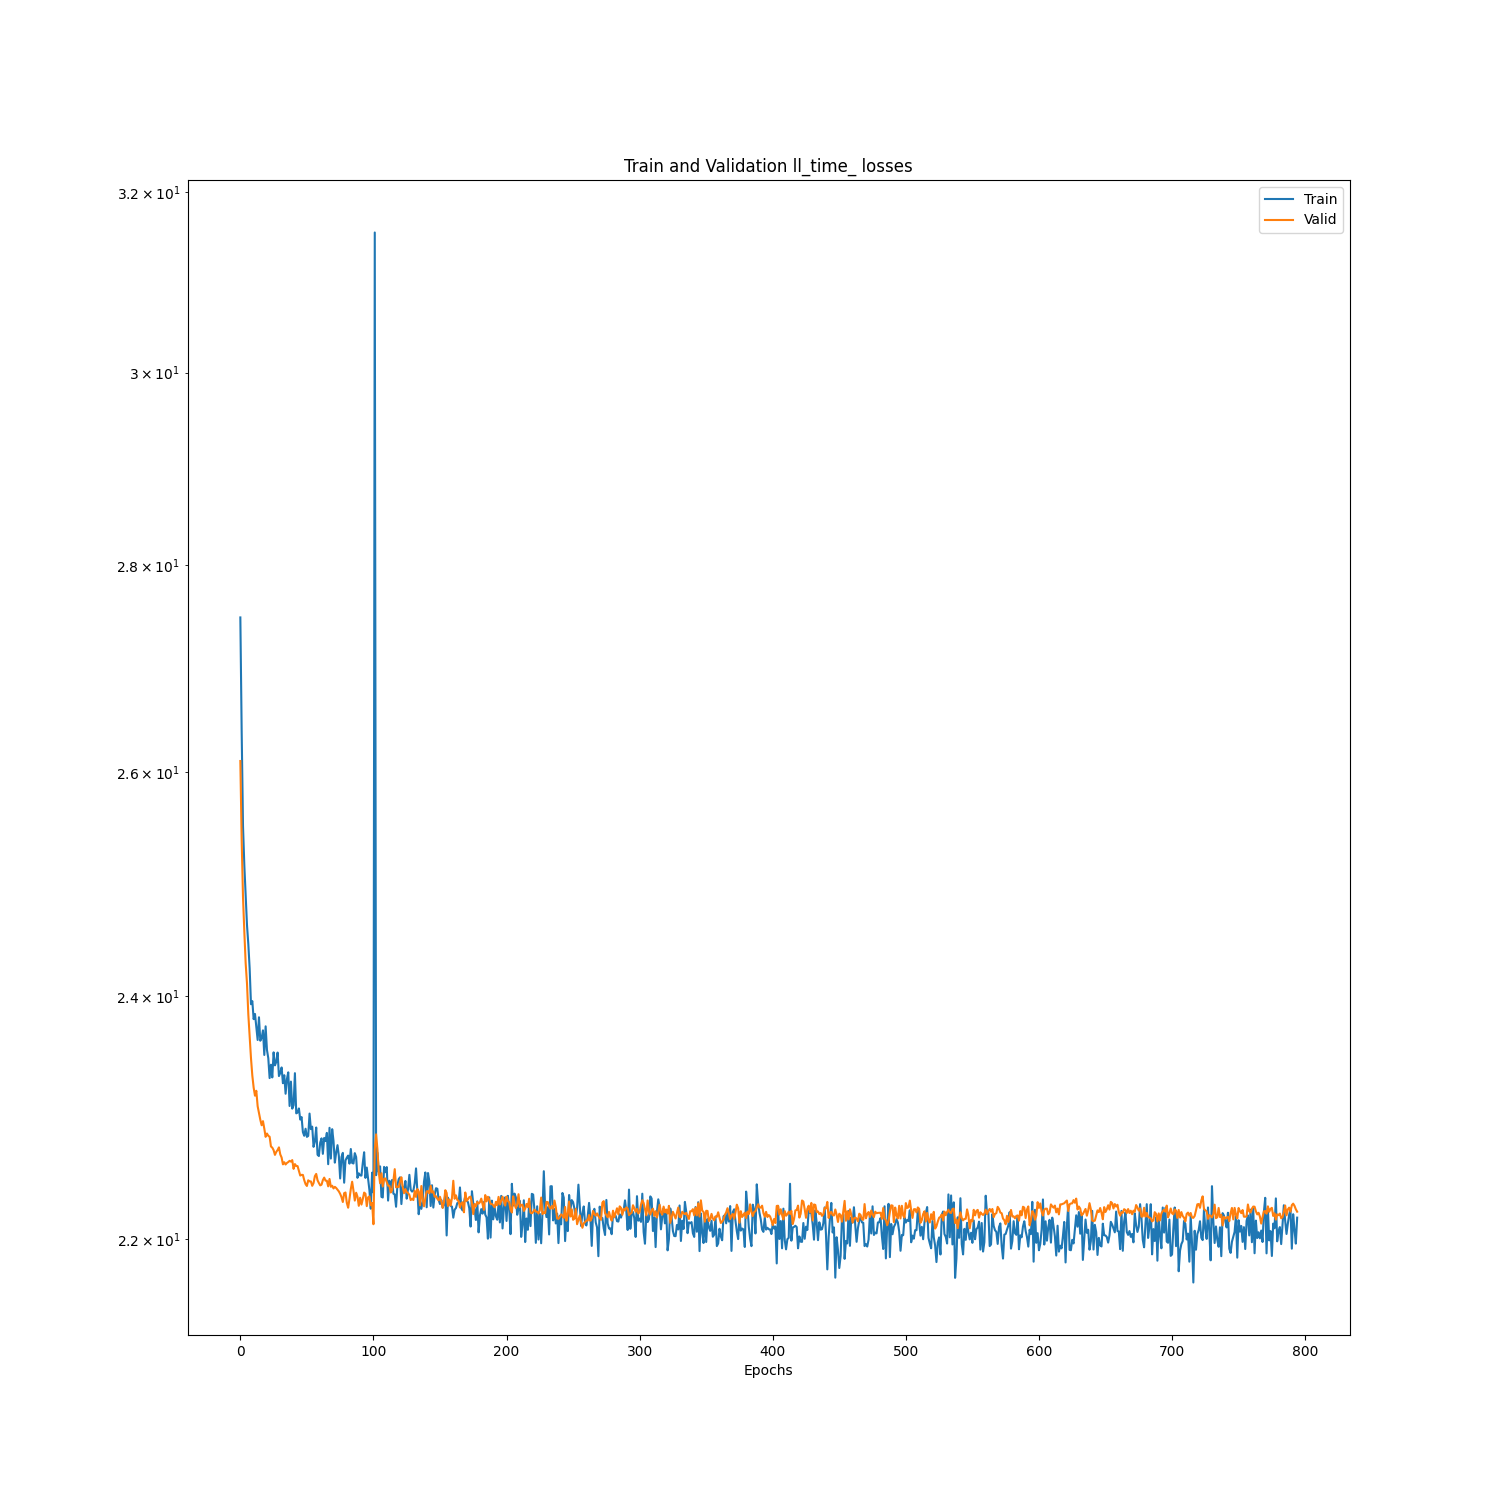 Train and Validation ll_time_ losses
3.2 × 10¹
3 × 10¹
2.8 × 10¹
2.6 × 10¹
2.4 × 10¹
2.2 × 10¹
Train
Valid
0 100 200 300 400 500 600 700 800
Epochs